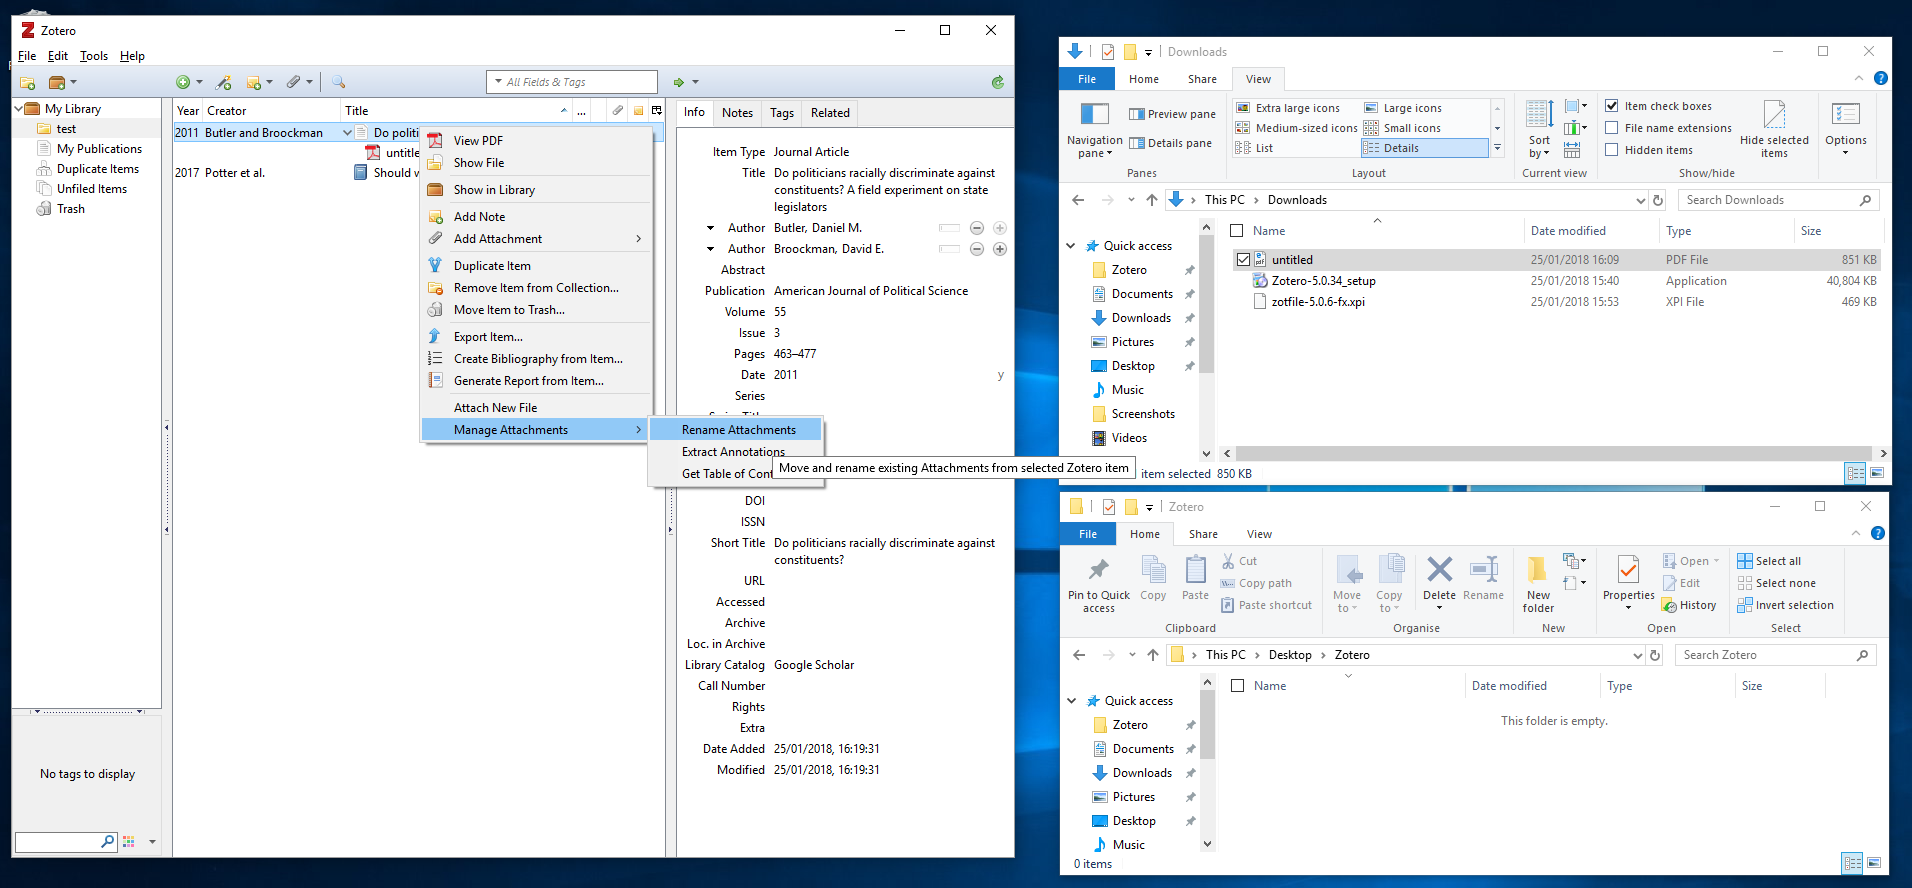 Zotero
File Edit Tools Help
All Fields & Tags
My Library
test
My Publications
Duplicate Items
Unfiled Items
Trash
No tags to display
Year Creator Title ...
2011 Butler and Broockman Do politi
untitle
2017 Potter et al. Should w
View PDF
Show File
Show in Library
Add Note
Add Attachment
Duplicate Item
Remove Item from Collection...
Move Item to Trash...
Export Item...
Create Bibliography from Item...
Generate Report from Item...
Attach New File
Manage Attachments
Rename Attachments
Extract Annotations
Get Table of Cont
Move and rename existing Attachments from selected Zotero item
Info Notes Tags Related
Item Type Journal Article
Title Do politicians racially discriminate against
constituents? A field experiment on state
legislators
Author Butler, Daniel M.
Author Broockman, David E.
Abstract
Publication American Journal of Political Science
Volume 55
Issue 3
Pages 463–477
Date 2011 y
Series
DOI
ISSN
Short Title Do politicians racially discriminate against
constituents?
URL
Accessed
Archive
Loc. in Archive
Library Catalog Google Scholar
Call Number
Rights
Extra
Date Added 25/01/2018, 16:19:31
Modified 25/01/2018, 16:19:31
Downloads
File Home Share View
Navigation
pane
Preview pane
Details pane
Panes
Extra large icons Large icons
Medium-sized icons Small icons
List Details
Layout
Sort
by
Current view
Item check boxes
File name extensions
Hidden items
Hide selected
items
Show/hide
Options
This PC Downloads
Search Downloads
Quick access
Zotero
Documents
Downloads
Pictures
Desktop
Music
Screenshots
Videos
Name Date modified Type Size
untitled 25/01/2018 16:09 PDF File 851 KB
Zotero-5.0.34_setup 25/01/2018 15:40 Application 40,804 KB
zotfile-5.0.6-fx.xpi 25/01/2018 15:53 XPI File 469 KB
item selected 850 KB
Zotero
File Home Share View
Pin to Quick
access
Copy
Paste
Cut
Copy path
Paste shortcut
Clipboard
Move
to
Copy
to
Delete
Rename
Organise
New
folder
New
Properties
Open
Edit
History
Open
Select all
Select none
Invert selection
Select
This PC Desktop Zotero
Search Zotero
Quick access
Zotero
Documents
Downloads
Pictures
Desktop
Music
Name Date modified Type Size
This folder is empty.
0 items